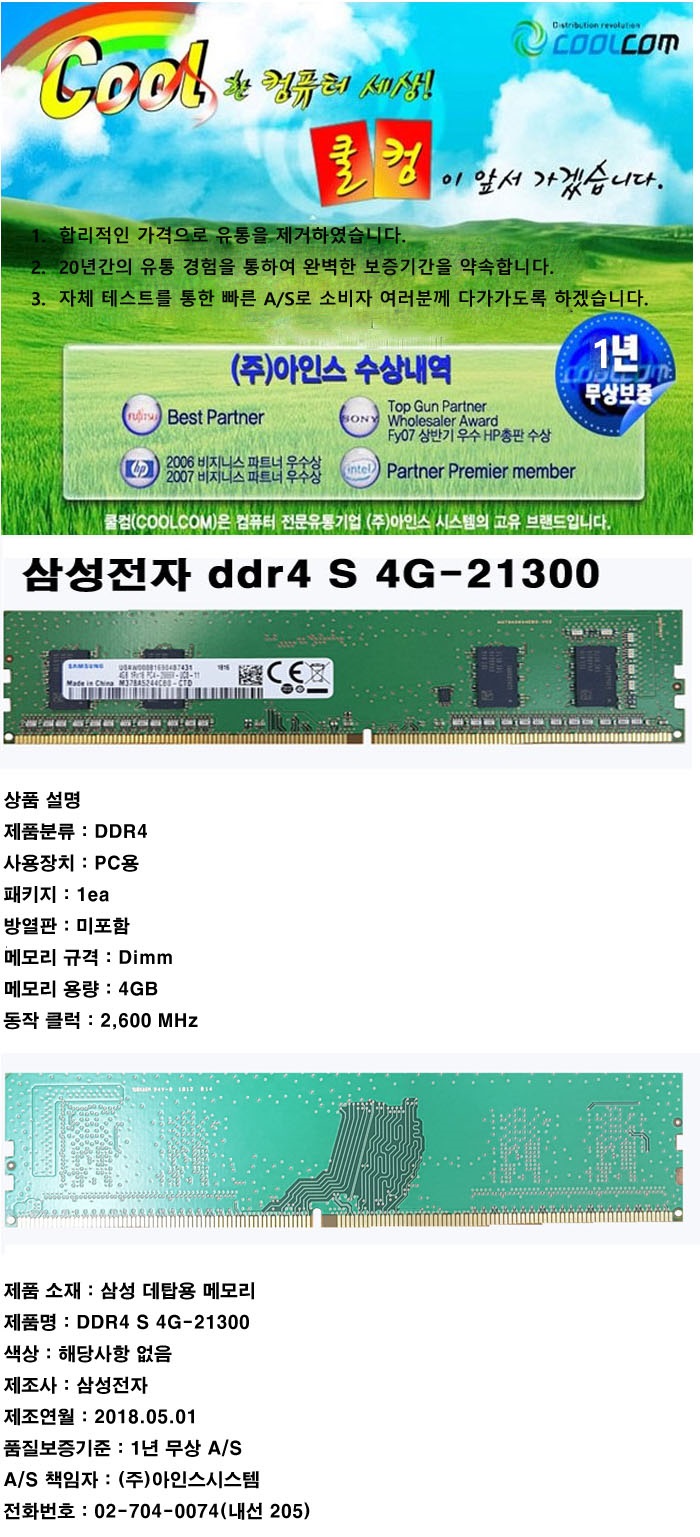 Distribution revolution
COOLCOM
Cool한 컴퓨터 세상!
쿨컴이 앞서 가겠습니다.
1. 합리적인 가격으로 유통을 제거하였습니다.
2. 20년간의 유통 경험을 통하여 완벽한 보증기간을 약속합니다.
3. 자체 테스트를 통한 빠른 A/S로 소비자 여러분께 다가가도록 하겠습니다.
1년
COOLCOM
무상보증
(주)아인스 수상내역
FUJITSU Best Partner
SONY Top Gun Partner
Wholesaler Award
Fy07 상반기 우수 HP총판 수상
hp 2006 비지니스 파트너 우수상
2007 비지니스 파트너 우수상
intel Partner Premier member
쿨컴(COOLCOM)은 컴퓨터 전문유통기업 (주)아인스 시스템의 고유 브랜드입니다.
삼성전자 ddr4 S 4G-21300
SAMSUNG
1816
4GB 1Rx16
Made in China
상품 설명
제품분류 : DDR4
사용장치 : PC용
패키지 : 1ea
방열판 : 미포함
메모리 규격 : Dimm
메모리 용량 : 4GB
동작 클럭 : 2,600 MHz
제품 소재 : 삼성 데탑용 메모리
제품명 : DDR4 S 4G-21300
색상 : 해당사항 없음
제조사 : 삼성전자
제조연월 : 2018.05.01
품질보증기준 : 1년 무상 A/S
A/S 책임자 : (주)아인스시스템
전화번호 : 02-704-0074(내선 205)